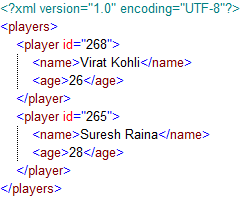 <?xml version="1.0" encoding="UTF-8"?>
<players>
<player id="268">
<name>Virat Kohli</name>
<age>26</age>
</player>
<player id="265">
<name>Suresh Raina</name>
<age>28</age>
</player>
</players>